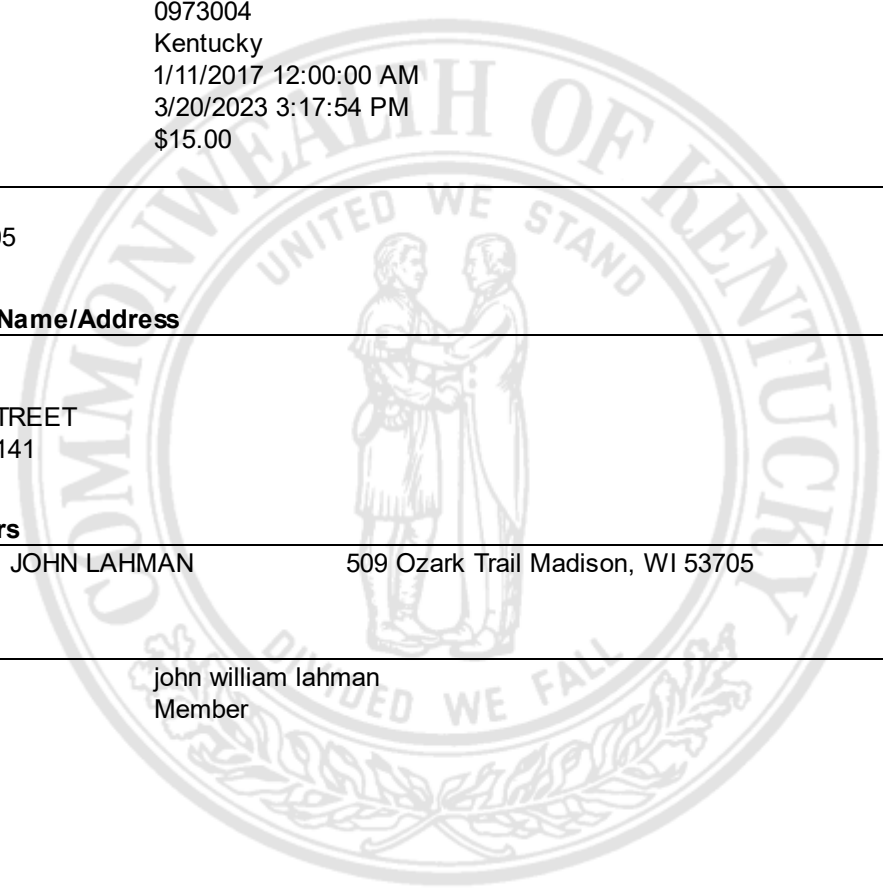 0973004
Kentucky
1/11/2017 12:00:00 AM
3/20/2023 3:17:54 PM
$15.00
COMMONWEALTH OF KENTUCKY
UNITED WE STAND
DIVIDED WE FALL
05
Name/Address
TREET
141
rs
JOHN LAHMAN 509 Ozark Trail Madison, WI 53705
john william lahman
Member